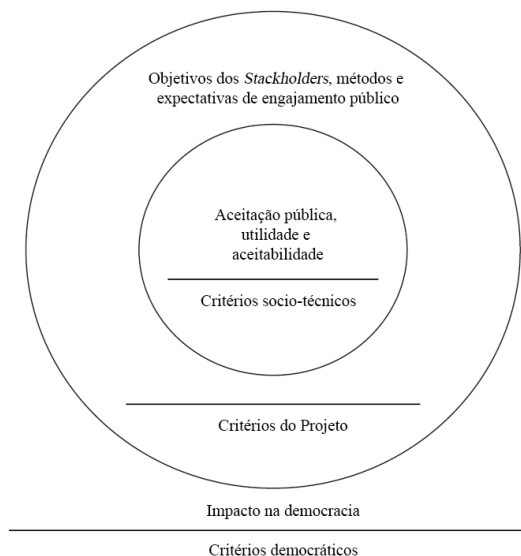 Objetivos dos Stackholders, métodos e
expectativas de engajamento público
Aceitação pública,
utilidade e
aceitabilidade
Critérios socio-técnicos
Critérios do Projeto
Impacto na democracia
Critérios democráticos